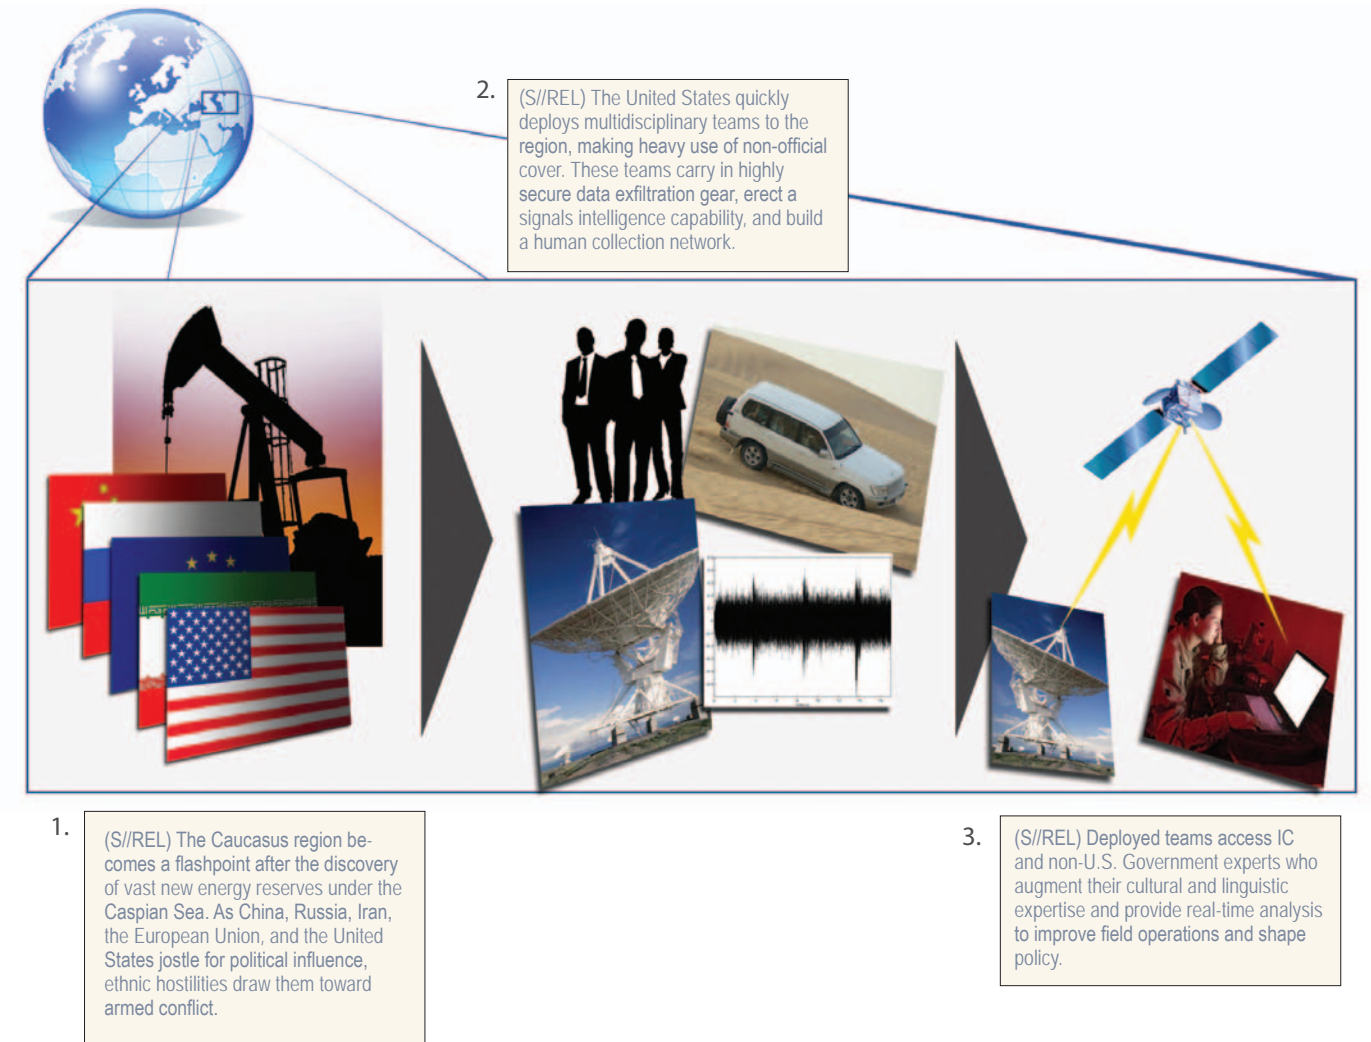 1.
(S//REL) The Caucasus region be-
comes a flashpoint after the discovery
of vast new energy reserves under the
Caspian Sea. As China, Russia, Iran,
the European Union, and the United
States jostle for political influence,
ethnic hostilities draw them toward
armed conflict.
2.
(S//REL) The United States quickly
deploys multidisciplinary teams to the
region, making heavy use of non-official
cover. These teams carry in highly
secure data exfiltration gear, erect a
signals intelligence capability, and build
a human collection network.
3.
(S//REL) Deployed teams access IC
and non-U.S. Government experts who
augment their cultural and linguistic
expertise and provide real-time analysis
to improve field operations and shape
policy.